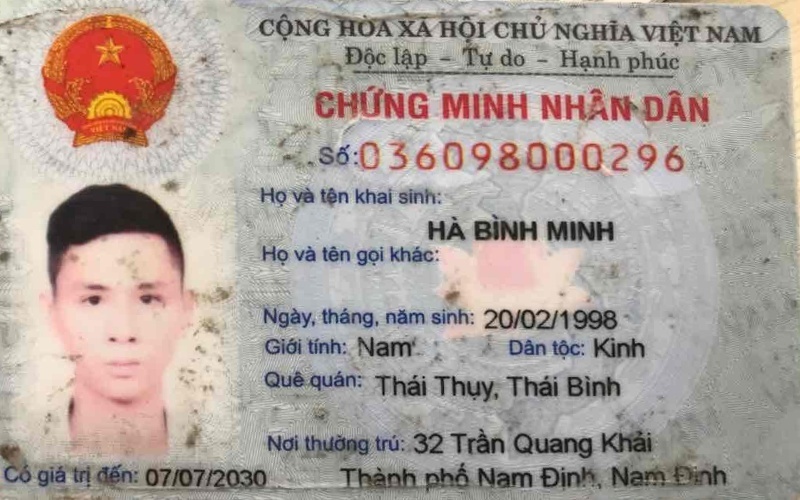 CỘNG HÒA XÃ HỘI CHỦ NGHĨA VIỆT NAM
Độc lập - Tự do - Hạnh phúc
CHỨNG MINH NHÂN DÂN
Số: 036098000296
Họ và tên khai sinh:
HÀ BÌNH MINH
Họ và tên gọi khác:
Ngày, tháng, năm sinh: 20/02/1998
Giới tính: Nam Dân tộc: Kinh
Quê quán: Thái Thụy, Thái Bình
Nơi thường trú: 32 Trần Quang Khải
Thành phố Nam Định, Nam Định
Có giá trị đến: 07/07/2030
VIỆT NAM